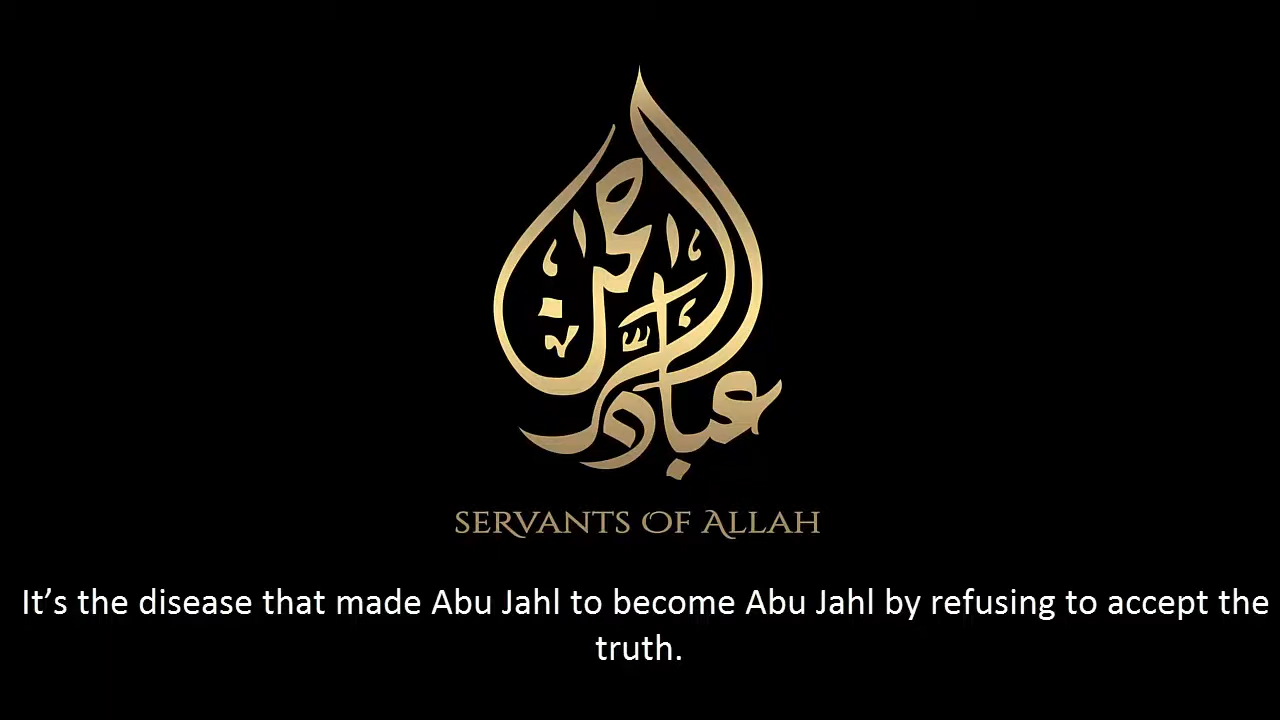 عباد الرحمن
SERVANTS OF ALLAH
It’s the disease that made Abu Jahl to become Abu Jahl by refusing to accept the
truth.